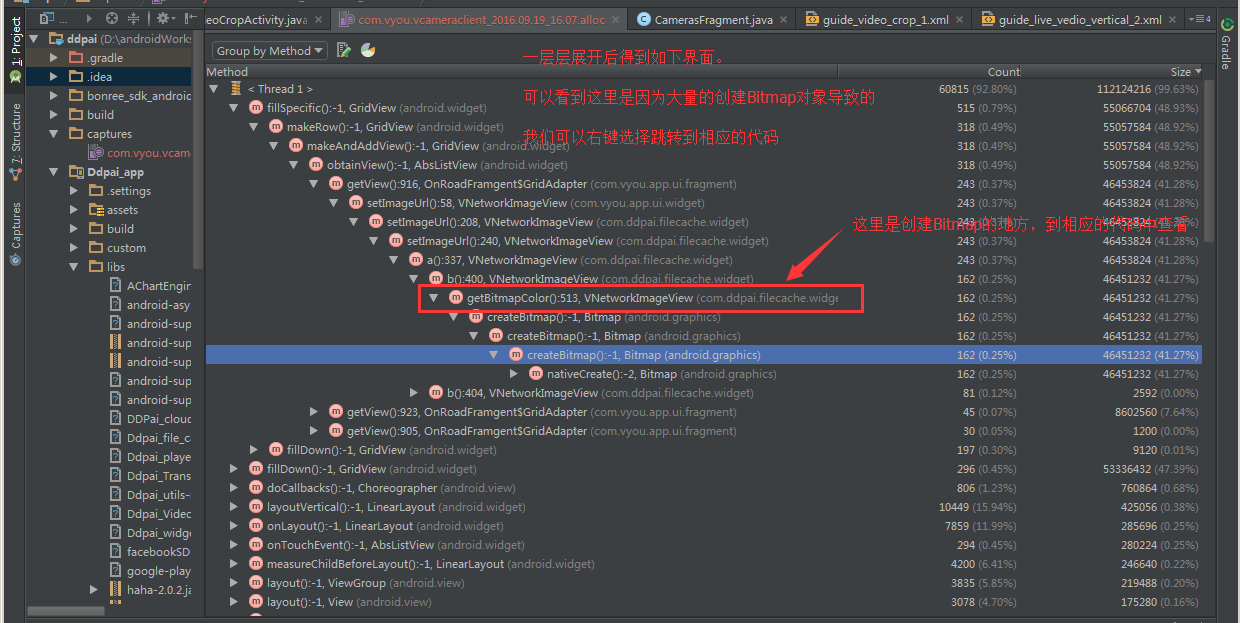 eoCropActivity.java
com.vyou.vcameraclient_2016.09.19_16.07.alloc
CamerasFragment.java
guide_video_crop_1.xml
guide_live_vedio_vertical_2.xml
4
1: Project
7: Structure
Captures
Gradle
ddpai (D:\androidWorks
.gradle
.idea
bonree_sdk_android
build
captures
com.vyou.vcame
Ddpai_app
.settings
assets
build
custom
libs
AChartEngin
android-asy
android-sup
android-sup
android-sup
android-sup
android-sup
DDPai_cloud
Ddpai_file_ca
Ddpai_playe
Ddpai_Trans
Ddpai_utils-r
Ddpai_Video
Ddpai_widge
facebookSD
google-play
haha-2.0.2.ja
Group by Method
一层层展开后得到如下界面。
可以看到这里是因为大量的创建Bitmap对象导致的
我们可以右键选择跳转到相应的代码
这里是创建Bitmap的地方，到相应的代码中查看
Method Count Size
< Thread 1 > 60815 (92.80%) 112124216 (99.63%)
fillSpecific():-1, GridView (android.widget) 515 (0.79%) 55066704 (48.93%)
makeRow():-1, GridView (android.widget) 318 (0.49%) 55057584 (48.92%)
makeAndAddView():-1, GridView (android.widget) 318 (0.49%) 55057584 (48.92%)
obtainView():-1, AbsListView (android.widget) 318 (0.49%) 55057584 (48.92%)
getView():916, OnRoadFramgent$GridAdapter (com.vyou.app.ui.fragment) 243 (0.37%) 46453824 (41.28%)
setImageUrl():58, VNetworkImageView (com.vyou.app.ui.widget) 243 (0.37%) 46453824 (41.28%)
setImageUrl():208, VNetworkImageView (com.ddpai.filecache.widget) 243 (0.37%) 46453824 (41.28%)
setImageUrl():240, VNetworkImageView (com.ddpai.filecache.widget) 243 (0.37%) 46453824 (41.28%)
a():337, VNetworkImageView (com.ddpai.filecache.widget) 243 (0.37%) 46453824 (41.28%)
b():400, VNetworkImageView (com.ddpai.filecache.widget) 162 (0.25%) 46451232 (41.27%)
getBitmapColor():513, VNetworkImageView (com.ddpai.filecache.widge 162 (0.25%) 46451232 (41.27%)
createBitmap():-1, Bitmap (android.graphics) 162 (0.25%) 46451232 (41.27%)
createBitmap():-1, Bitmap (android.graphics) 162 (0.25%) 46451232 (41.27%)
createBitmap():-1, Bitmap (android.graphics) 162 (0.25%) 46451232 (41.27%)
nativeCreate():-2, Bitmap (android.graphics) 162 (0.25%) 46451232 (41.27%)
b():404, VNetworkImageView (com.ddpai.filecache.widget) 81 (0.12%) 2592 (0.00%)
getView():923, OnRoadFramgent$GridAdapter (com.vyou.app.ui.fragment) 45 (0.07%) 8602560 (7.64%)
getView():905, OnRoadFramgent$GridAdapter (com.vyou.app.ui.fragment) 30 (0.05%) 1200 (0.00%)
fillDown():-1, GridView (android.widget) 197 (0.30%) 9120 (0.01%)
fillDown():-1, GridView (android.widget) 296 (0.45%) 53336432 (47.39%)
doCallbacks():-1, Choreographer (android.view) 806 (1.23%) 760864 (0.68%)
layoutVertical():-1, LinearLayout (android.widget) 10449 (15.94%) 425056 (0.38%)
onLayout():-1, LinearLayout (android.widget) 7859 (11.99%) 285696 (0.25%)
onTouchEvent():-1, AbsListView (android.widget) 294 (0.45%) 280224 (0.25%)
measureChildBeforeLayout():-1, LinearLayout (android.widget) 4200 (6.41%) 246640 (0.22%)
layout():-1, ViewGroup (android.view) 3835 (5.85%) 219488 (0.20%)
layout():-1, View (android.view) 3078 (4.70%) 175280 (0.16%)